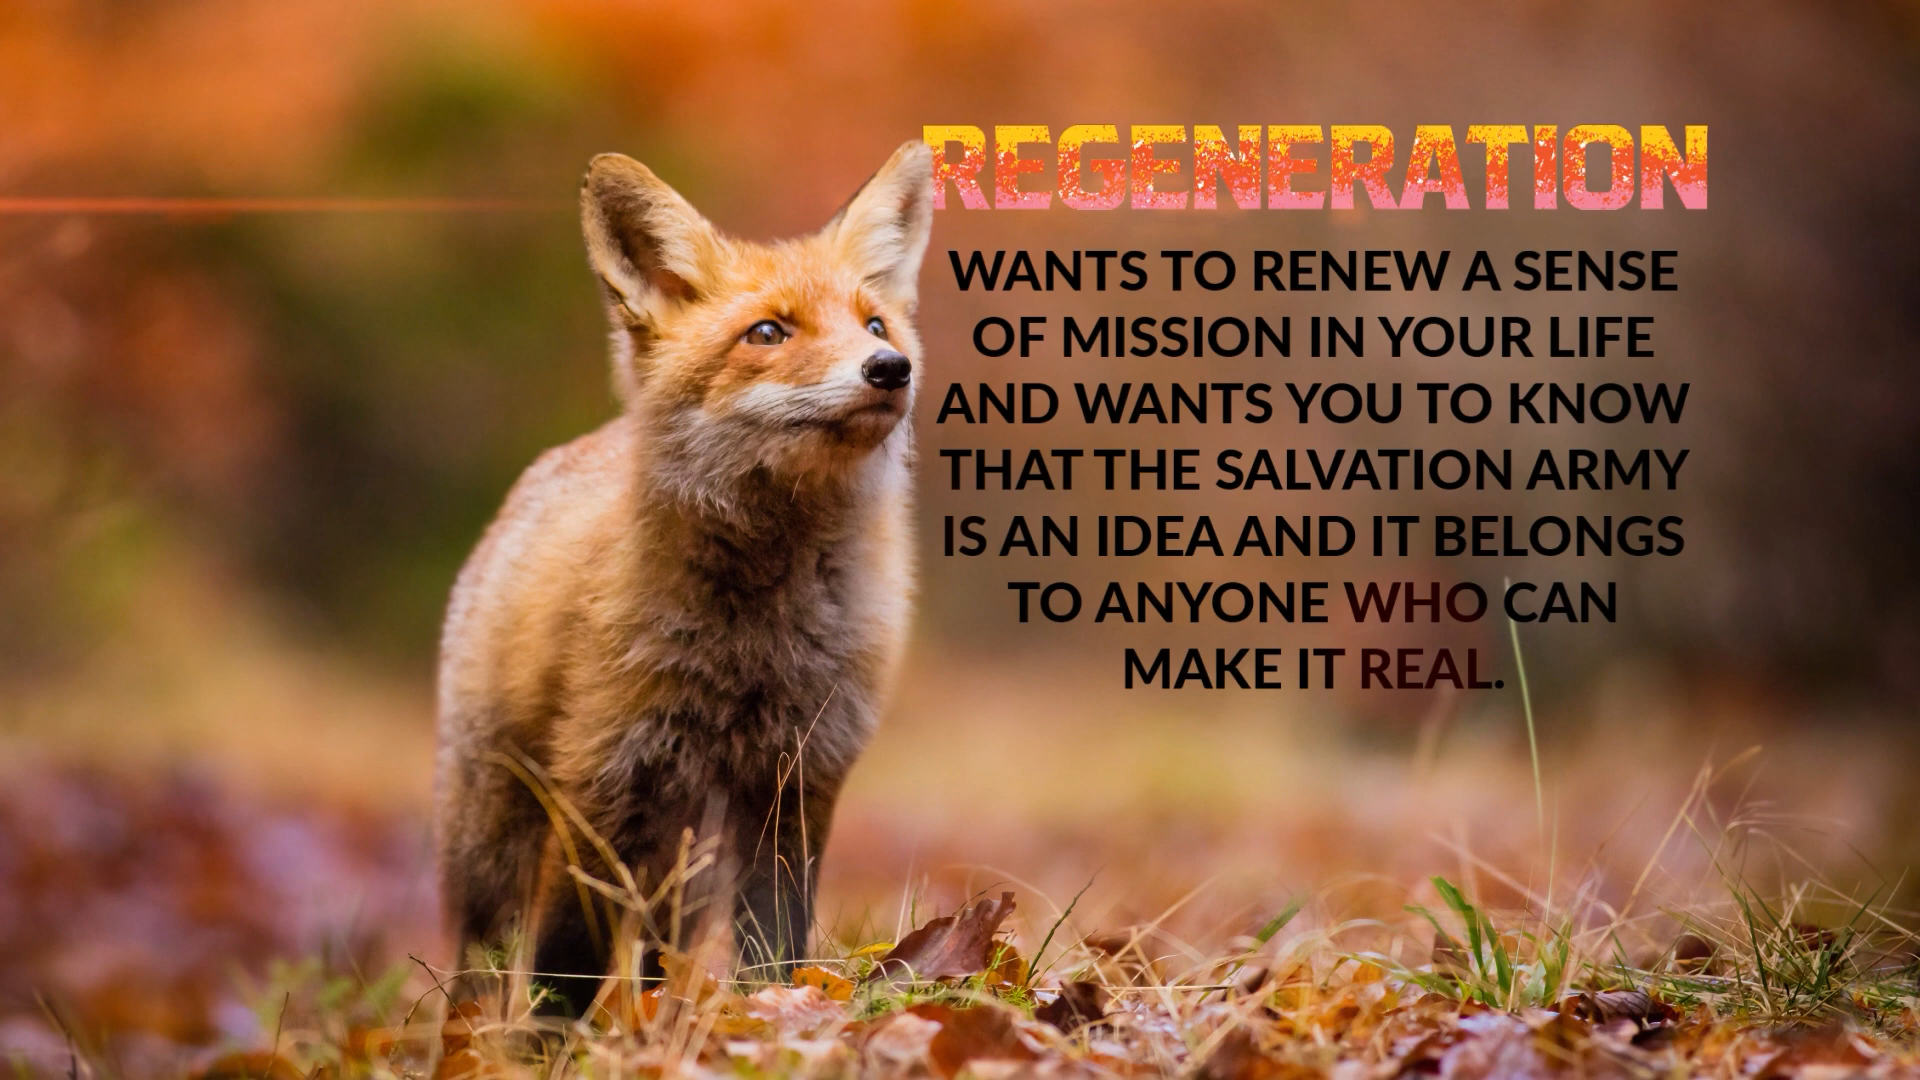 REGENERATION
WANTS TO RENEW A SENSE
OF MISSION IN YOUR LIFE
AND WANTS YOU TO KNOW
THAT THE SALVATION ARMY
IS AN IDEA AND IT BELONGS
TO ANYONE WHO CAN
MAKE IT REAL.